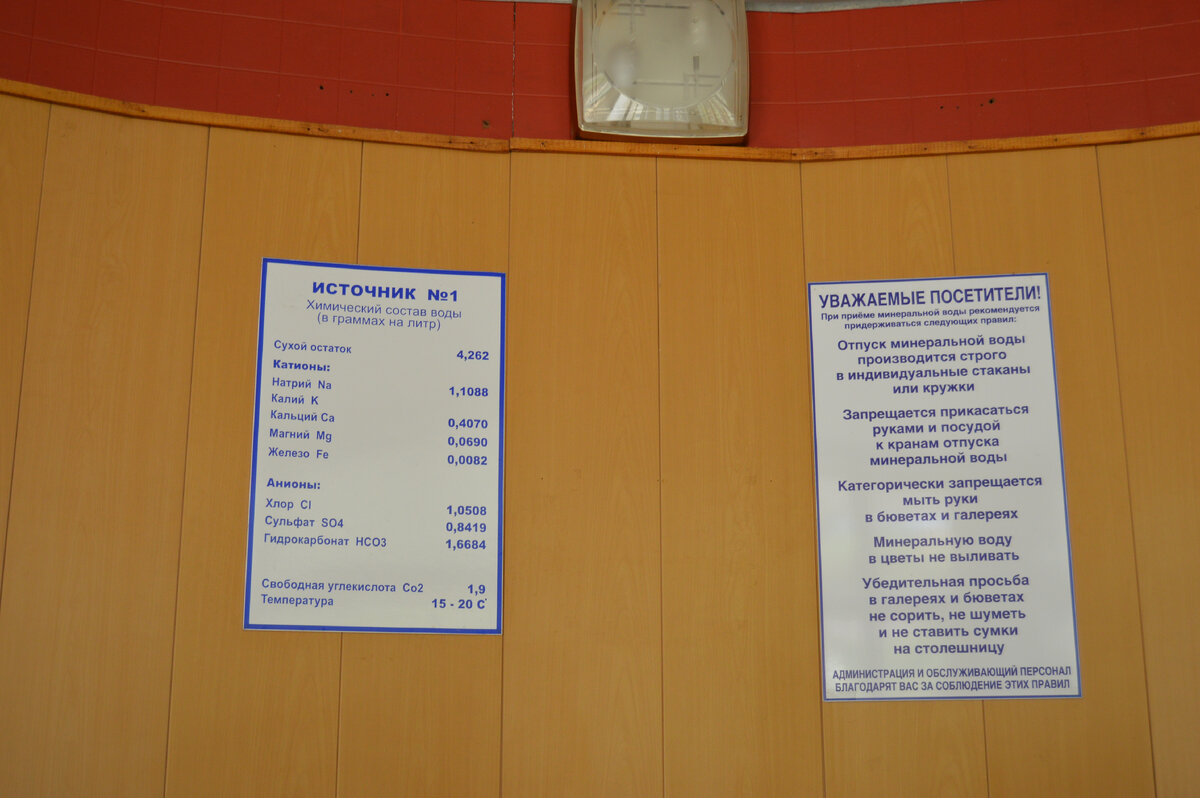 ИСТОЧНИК №1
Химический состав воды
(в граммах на литр)
Сухой остаток 4,262
Катионы:
Натрий Na 1,1088
Калий K
Кальций Ca 0,4070
Магний Mg 0,0690
Железо Fe 0,0082
Анионы:
Хлор Cl 1,0508
Сульфат SO4 0,8419
Гидрокарбонат HCO3 1,6684
Свободная углекислота Co2 1,9
Температура 15 - 20 C°
УВАЖАЕМЫЕ ПОСЕТИТЕЛИ!
При приёме минеральной воды рекомендуется
придерживаться следующих правил:
Отпуск минеральной воды
производится строго
в индивидуальные стаканы
или кружки
Запрещается прикасаться
руками и посудой
к кранам отпуска
минеральной воды
Категорически запрещается
мыть руки
в бюветах и галереях
Минеральную воду
в цветы не выливать
Убедительная просьба
в галереях и бюветах
не сорить, не шуметь
и не ставить сумки
на столешницу
АДМИНИСТРАЦИЯ И ОБСЛУЖИВАЮЩИЙ ПЕРСОНАЛ
БЛАГОДАРЯТ ВАС ЗА СОБЛЮДЕНИЕ ЭТИХ ПРАВИЛ